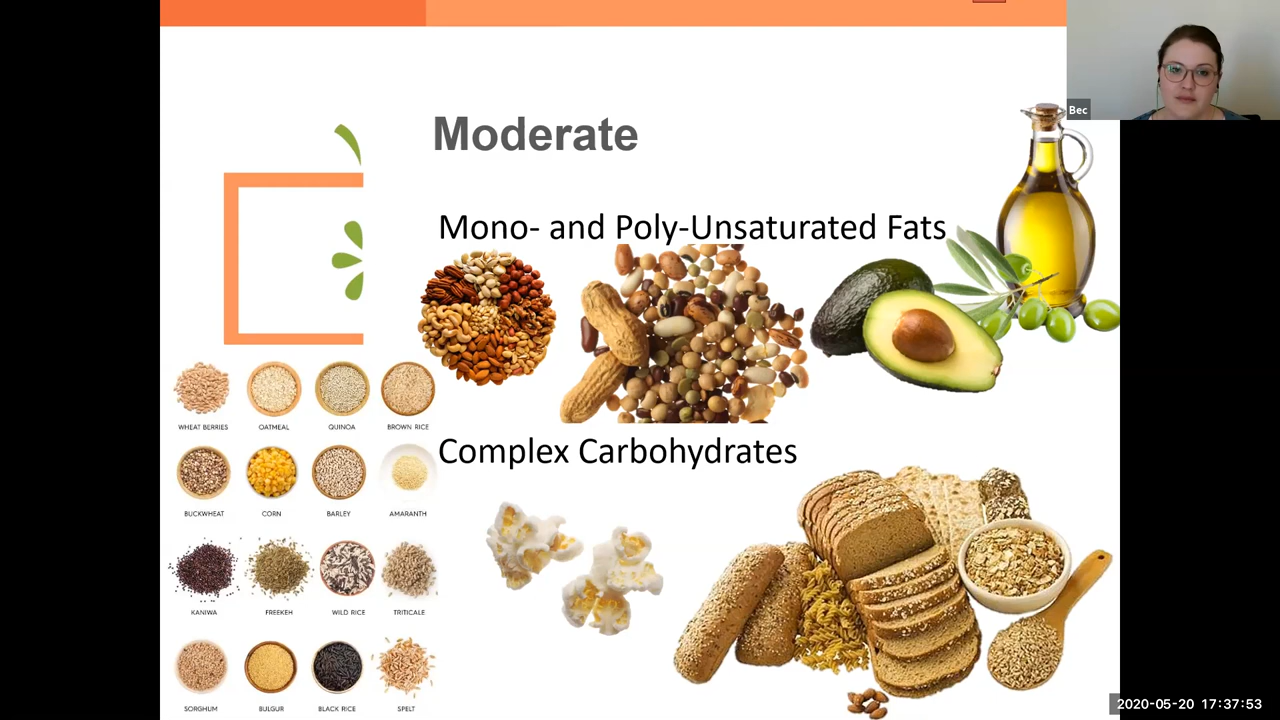 Bec
Moderate
Mono- and Poly-Unsaturated Fats
WHEAT BERRIES OATMEAL QUINOA BROWN RICE
Complex Carbohydrates
BUCKWHEAT CORN BARLEY AMARANTH
KANIWA FREEKEH WILD RICE TRITICALE
SORGHUM BULGUR BLACK RICE SPELT
2020-05-20 17:37:53